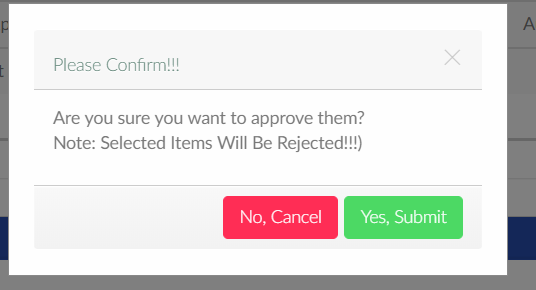 Please Confirm!!!
Are you sure you want to approve them?
Note: Selected Items Will Be Rejected!!!)
No, Cancel
Yes, Submit